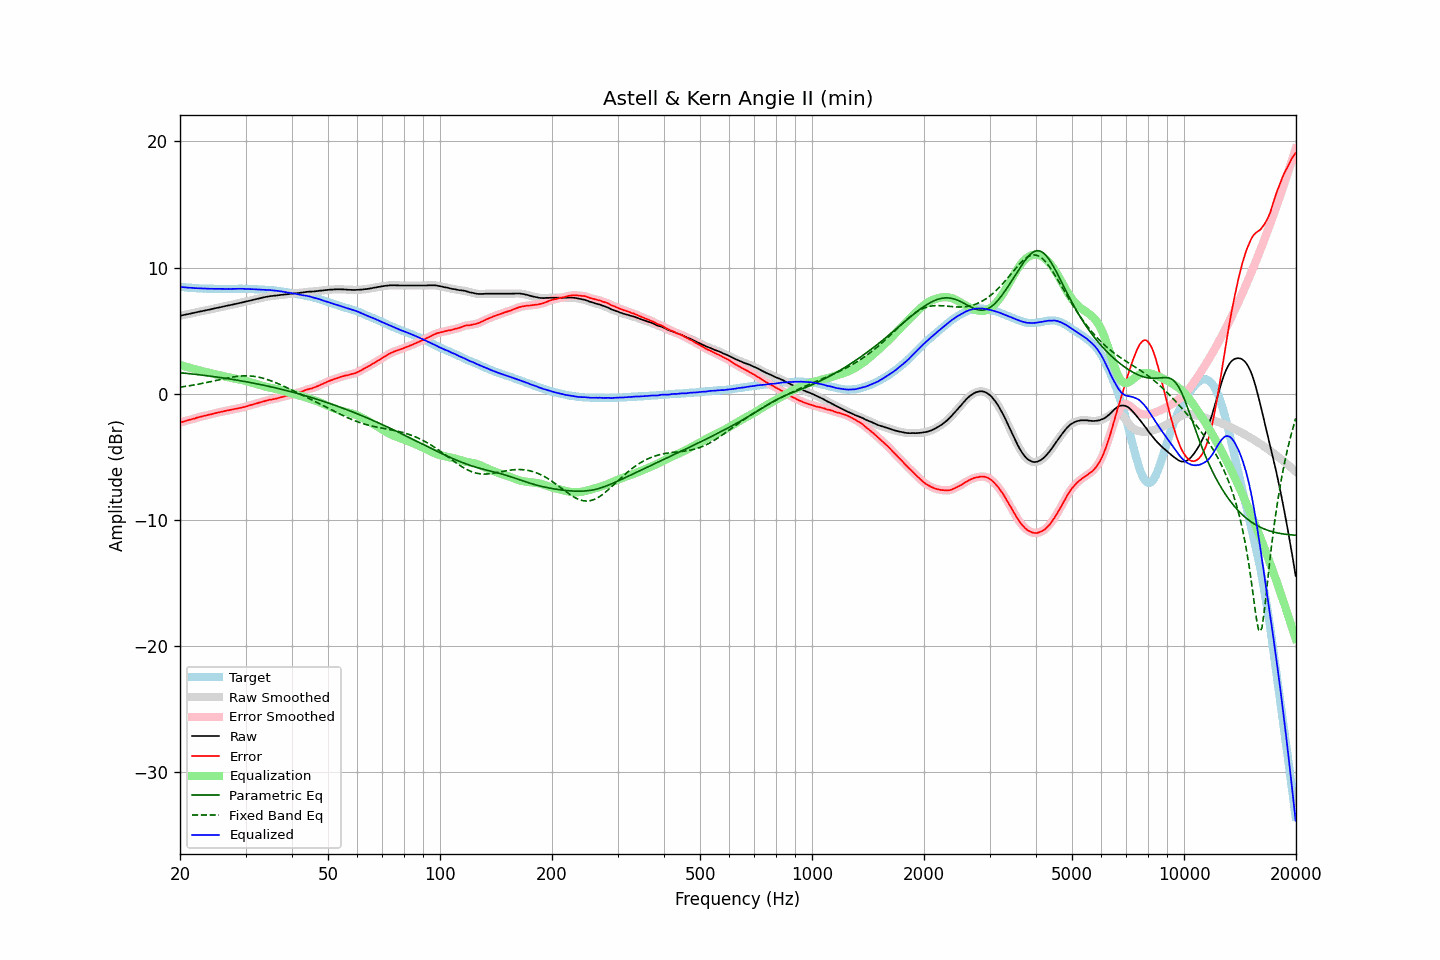 Astell & Kern Angie II (min)
Amplitude (dBr)
20
10
0
−10
−20
−30
Target
Raw Smoothed
Error Smoothed
Raw
Error
Equalization
Parametric Eq
Fixed Band Eq
Equalized
20 50 100 200 500 1000 2000 5000 10000 20000
Frequency (Hz)